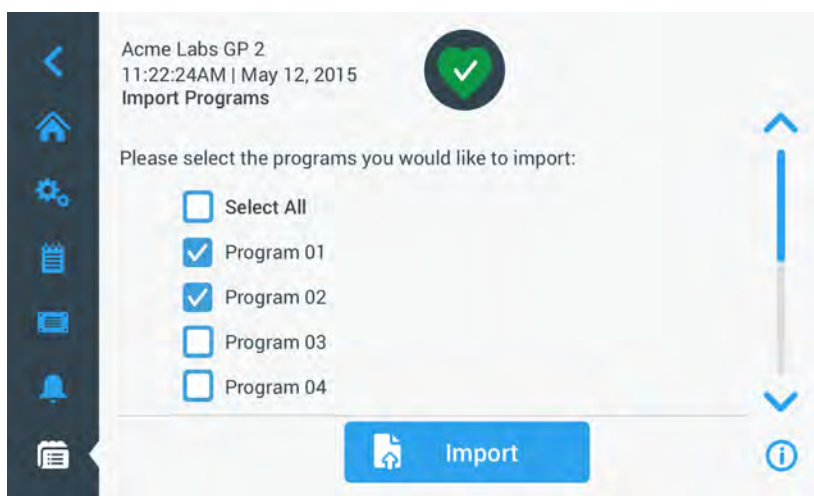 Acme Labs GP 2
11:22:24AM | May 12, 2015
Import Programs
Please select the programs you would like to import:
Select All
Program 01
Program 02
Program 03
Program 04
Import